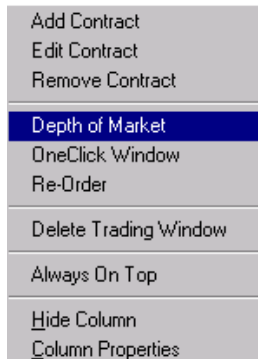 Add Contract
Edit Contract
Remove Contract
Depth of Market
OneClick Window
Re-Order
Delete Trading Window
Always On Top
Hide Column
Column Properties